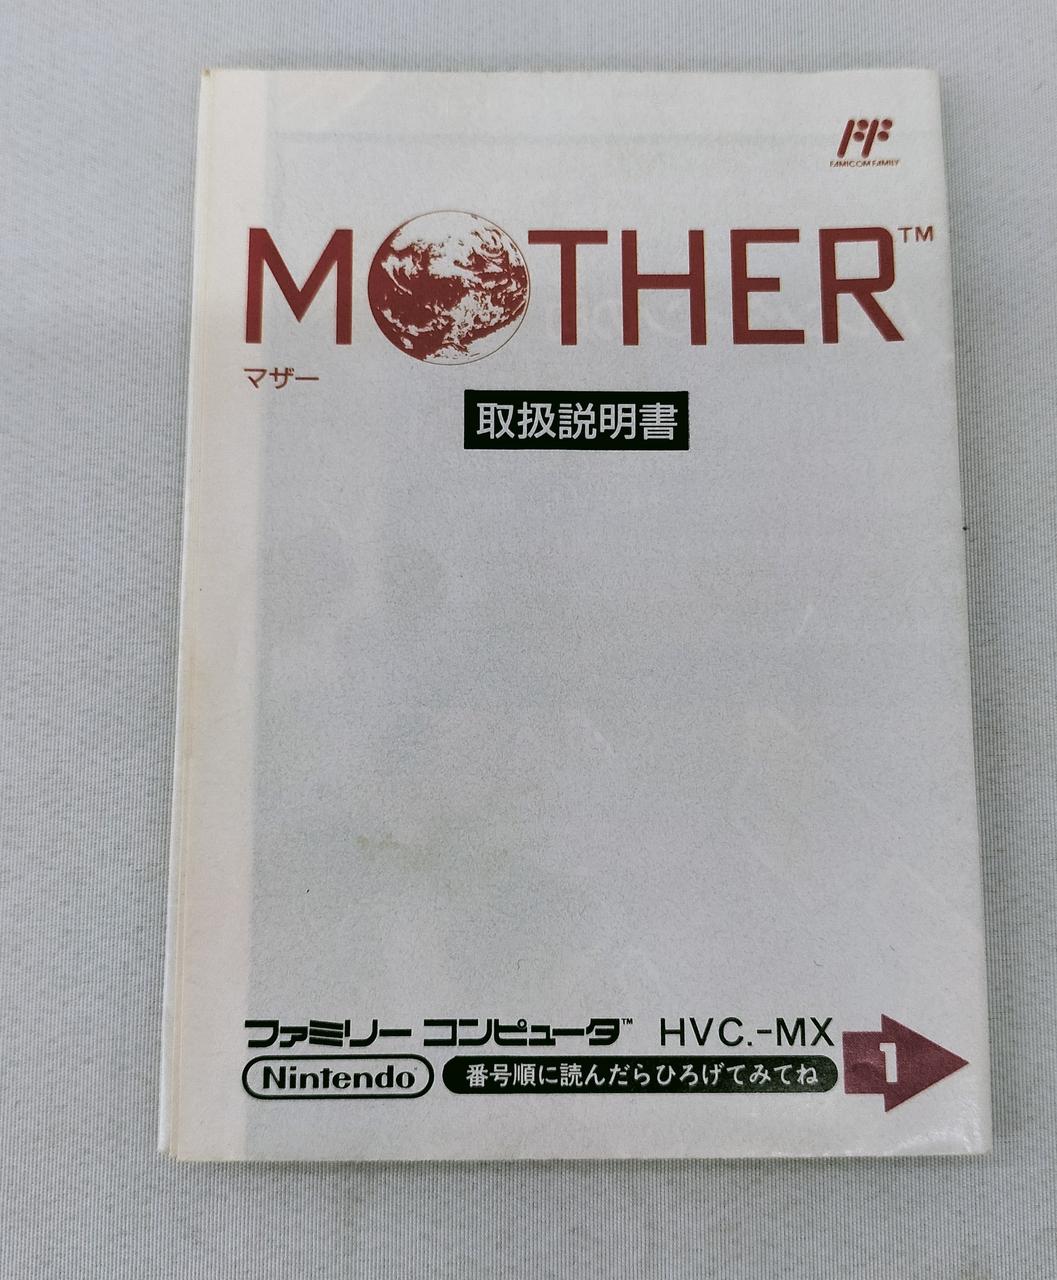 FAMICOM FAMILY
MOTHER™
マザー
取扱説明書
ファミリーコンピュータ™ HVC.-MX
Nintendo 番号順に読んだらひろげてみてね 1